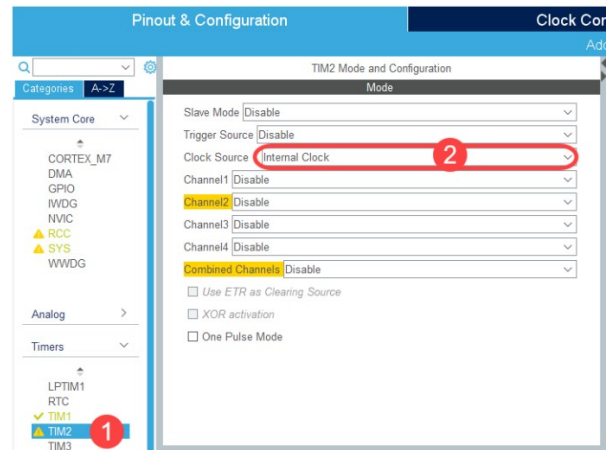 Pinout & Configuration
Clock Con
Add
Categories A->Z
System Core
CORTEX_M7
DMA
GPIO
IWDG
NVIC
RCC
SYS
WWDG
Analog
Timers
LPTIM1
RTC
TIM1
TIM2 1
TIM3
TIM2 Mode and Configuration
Mode
Slave Mode Disable
Trigger Source Disable
Clock Source Internal Clock 2
Channel1 Disable
Channel2 Disable
Channel3 Disable
Channel4 Disable
Combined Channels Disable
Use ETR as Clearing Source
XOR activation
One Pulse Mode